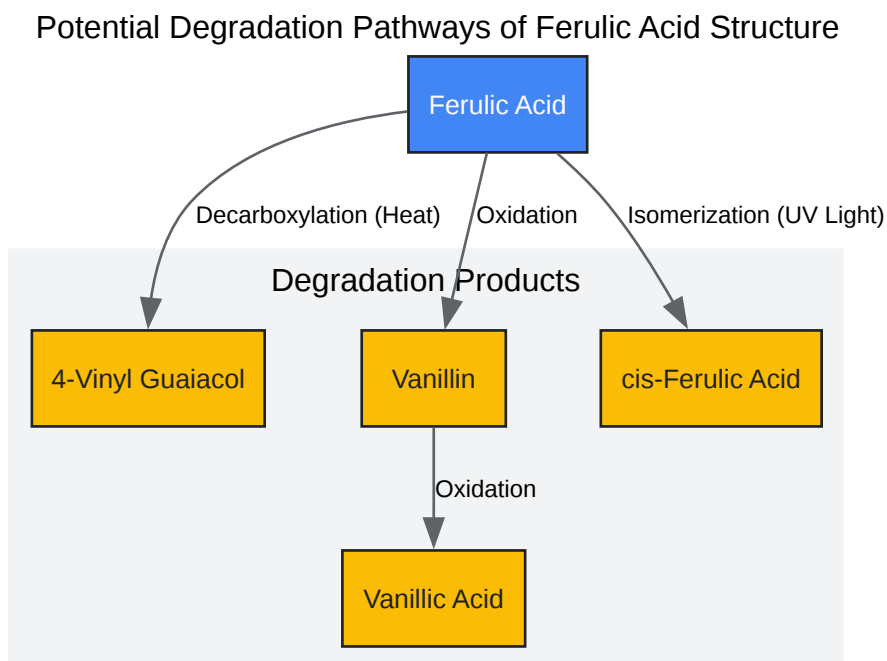 Potential Degradation Pathways of Ferulic Acid Structure
Ferulic Acid
Decarboxylation (Heat)
Oxidation
Isomerization (UV Light)
Degradation Products
4-Vinyl Guaiacol
Vanillin
cis-Ferulic Acid
Oxidation
Vanillic Acid